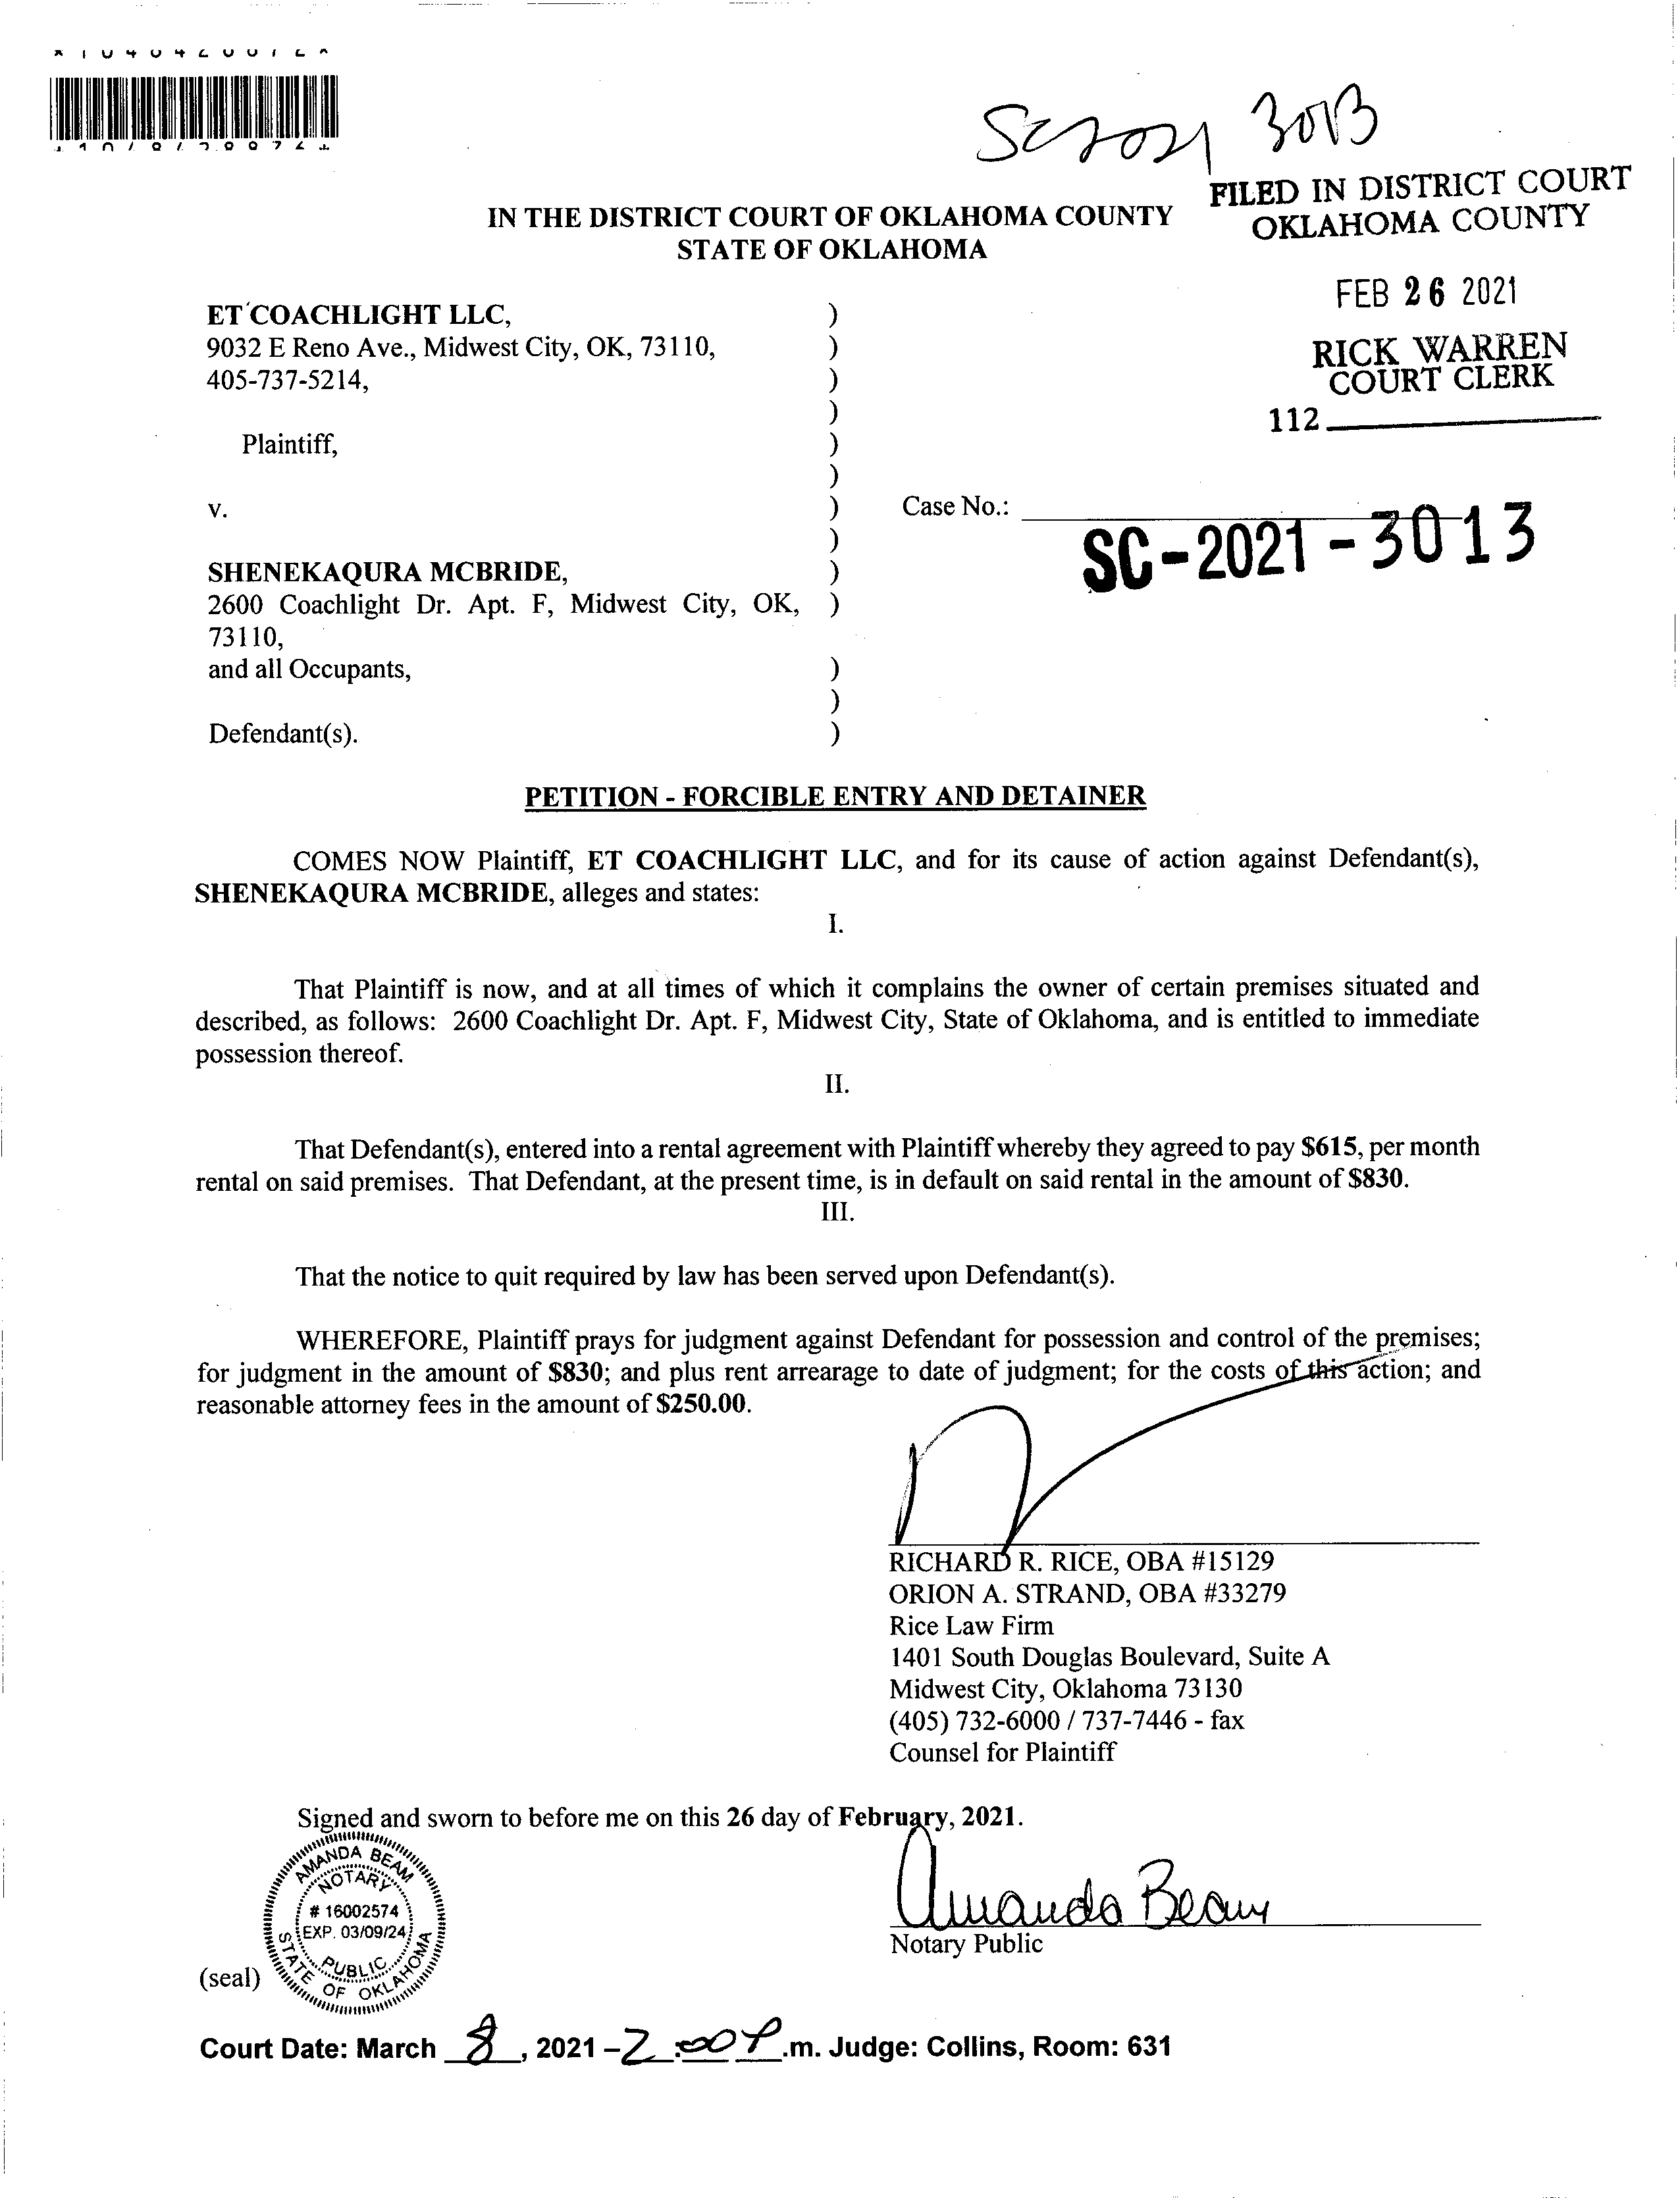 SC2021 3013
FILED IN DISTRICT COURT
OKLAHOMA COUNTY
IN THE DISTRICT COURT OF OKLAHOMA COUNTY
STATE OF OKLAHOMA
FEB 26 2021
RICK WARREN
COURT CLERK
112
ET COACHLIGHT LLC, )
9032 E Reno Ave., Midwest City, OK, 73110, )
405-737-5214, )
)
Plaintiff, )
)
v. ) Case No.:
SC-2021-3013
)
SHENEKAQURA MCBRIDE, )
2600 Coachlight Dr. Apt. F, Midwest City, OK, )
73110,
and all Occupants, )
)
Defendant(s). )
PETITION - FORCIBLE ENTRY AND DETAINER
COMES NOW Plaintiff, ET COACHLIGHT LLC, and for its cause of action against Defendant(s),
SHENEKAQURA MCBRIDE, alleges and states:
I.
That Plaintiff is now, and at all times of which it complains the owner of certain premises situated and
described, as follows: 2600 Coachlight Dr. Apt. F, Midwest City, State of Oklahoma, and is entitled to immediate
possession thereof.
II.
That Defendant(s), entered into a rental agreement with Plaintiff whereby they agreed to pay $615, per month
rental on said premises. That Defendant, at the present time, is in default on said rental in the amount of $830.
III.
That the notice to quit required by law has been served upon Defendant(s).
WHEREFORE, Plaintiff prays for judgment against Defendant for possession and control of the premises;
for judgment in the amount of $830; and plus rent arrearage to date of judgment; for the costs of this action; and
reasonable attorney fees in the amount of $250.00.
RICHARD R. RICE, OBA #15129
ORION A. STRAND, OBA #33279
Rice Law Firm
1401 South Douglas Boulevard, Suite A
Midwest City, Oklahoma 73130
(405) 732-6000 / 737-7446 - fax
Counsel for Plaintiff
Signed and sworn to before me on this 26 day of February, 2021.
AMANDA BEAM
NOTARY
# 16002574
EXP. 03/09/24
PUBLIC
STATE OF OKLAHOMA
Amanda Beam
Notary Public
(seal)
Court Date: March 8, 2021 - 2:00 P.m. Judge: Collins, Room: 631